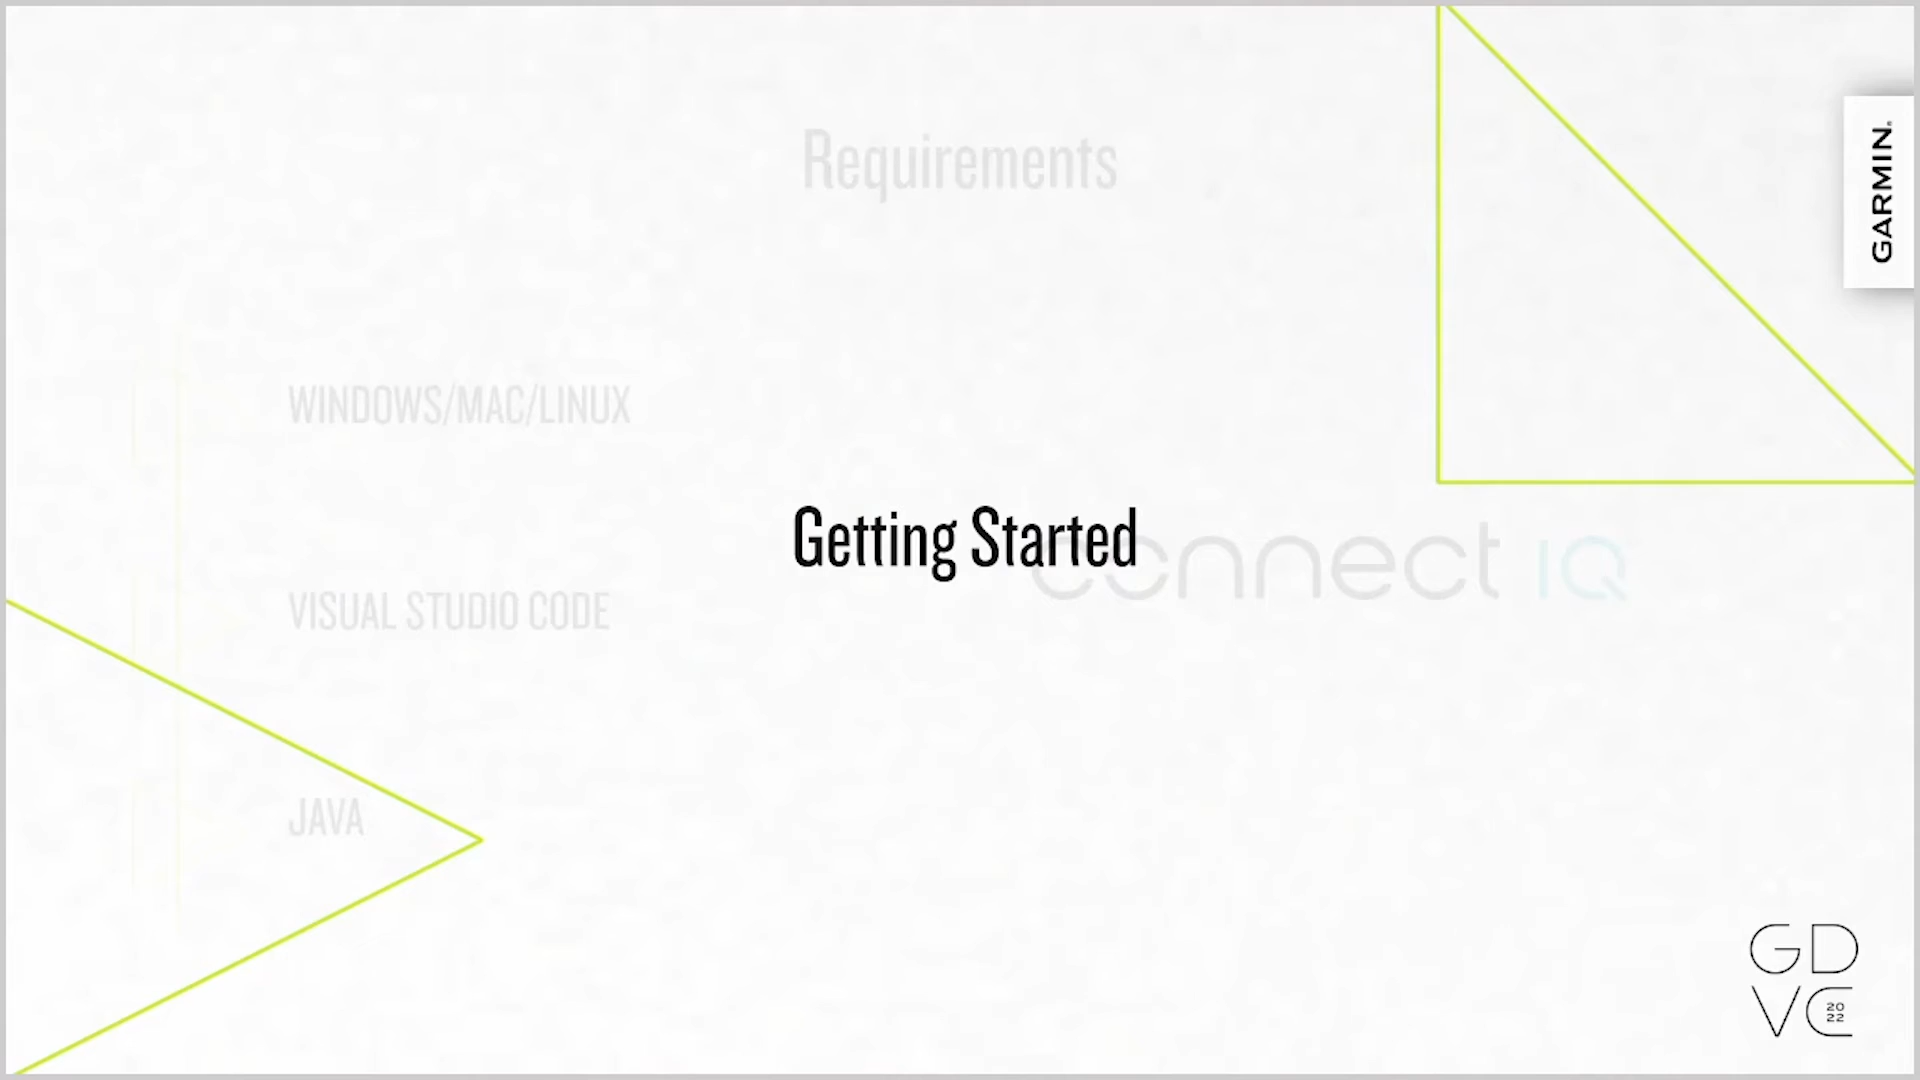 Requirements
GARMIN®
WINDOWS/MAC/LINUX
Getting Started
connect IQ
VISUAL STUDIO CODE
JAVA
GD
VC
20
22